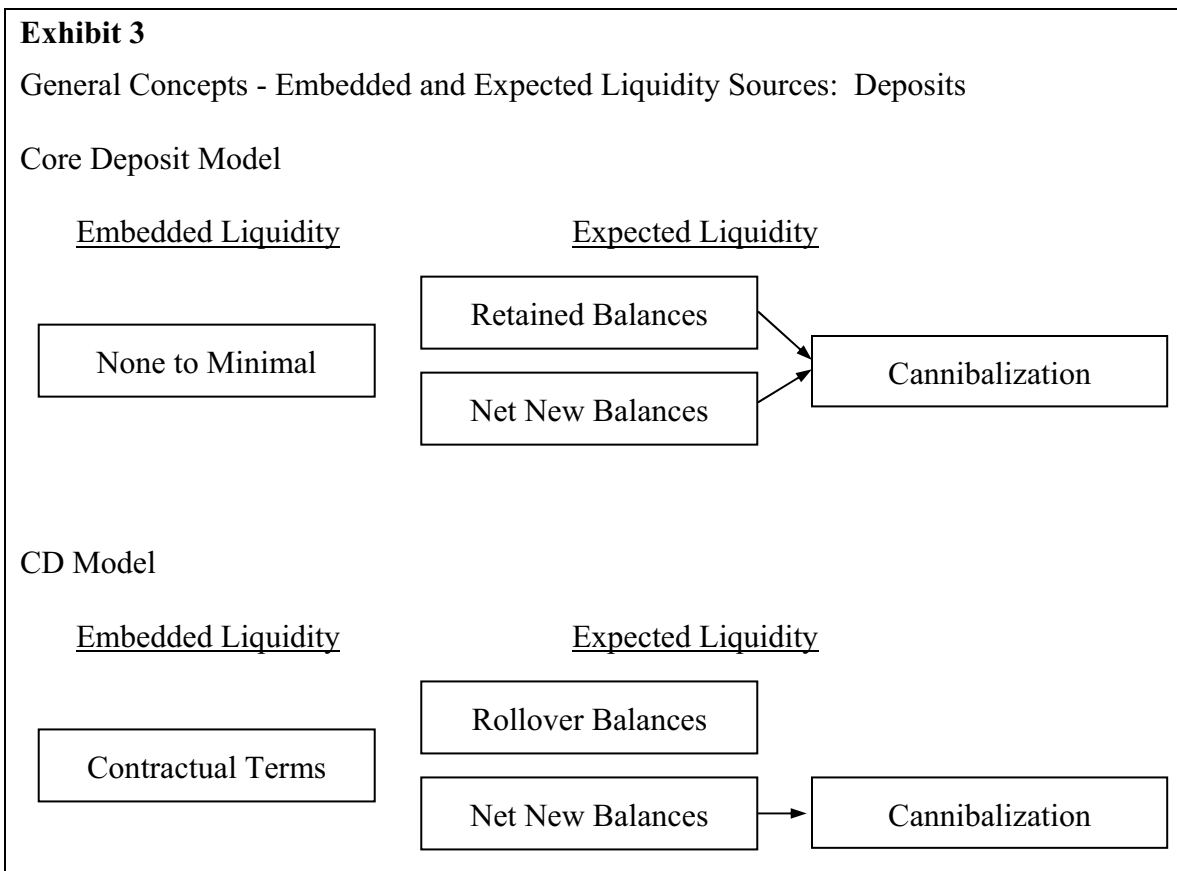 Exhibit 3
General Concepts - Embedded and Expected Liquidity Sources: Deposits
Core Deposit Model
Embedded Liquidity
Expected Liquidity
None to Minimal
Retained Balances
Net New Balances
Cannibalization
CD Model
Embedded Liquidity
Expected Liquidity
Contractual Terms
Rollover Balances
Net New Balances
Cannibalization